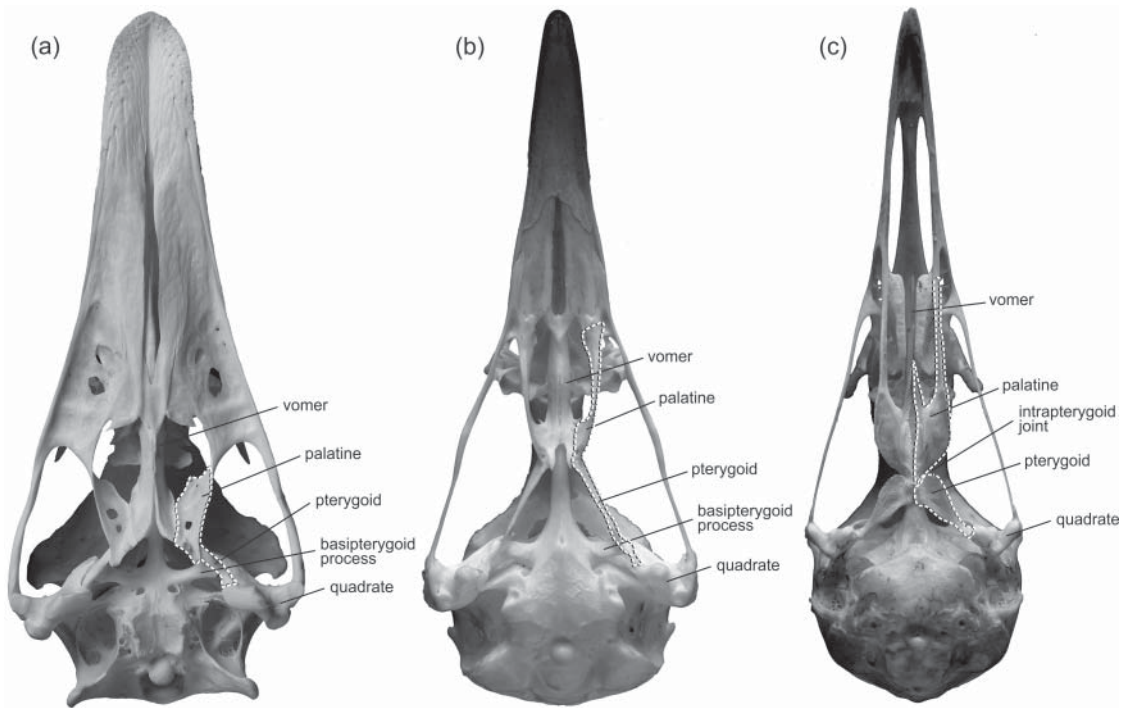 (a)
vomer
palatine
pterygoid
basipterygoid
process
quadrate
(b)
vomer
palatine
pterygoid
basipterygoid
process
quadrate
(c)
vomer
palatine
intrapterygoid
joint
pterygoid
quadrate